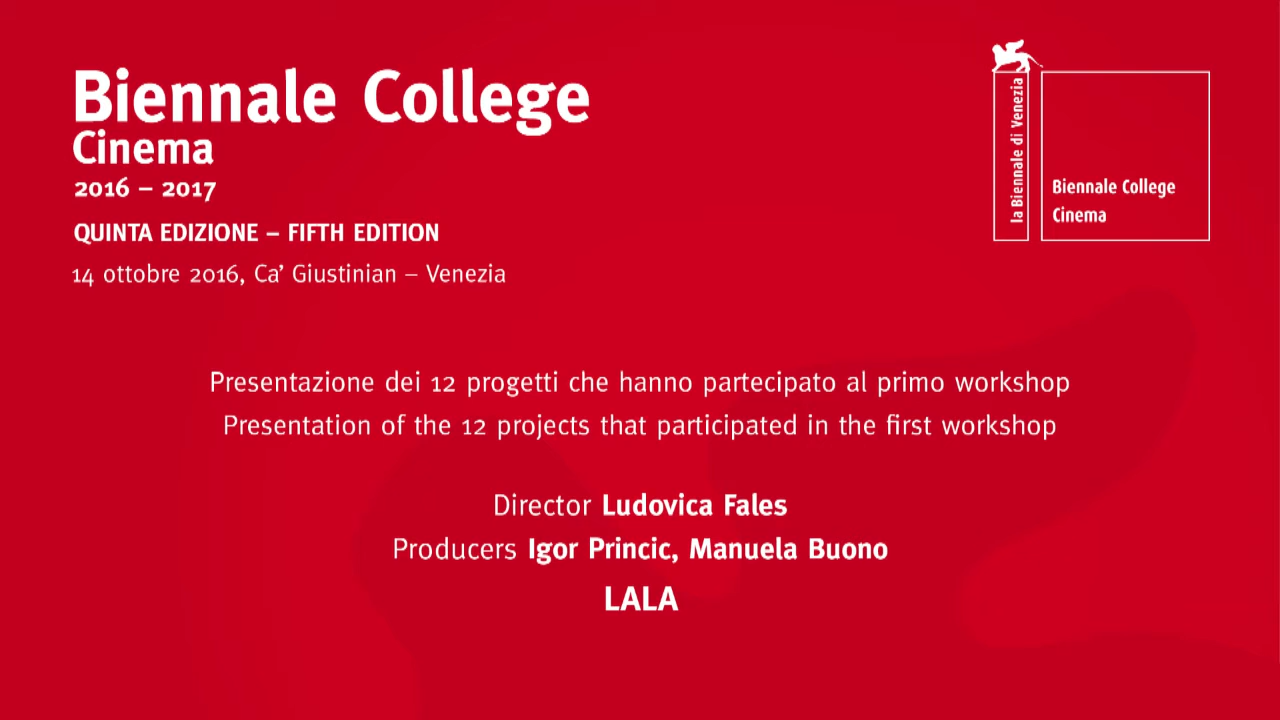 Biennale College
Cinema
2016 – 2017
QUINTA EDIZIONE – FIFTH EDITION
14 ottobre 2016, Ca’ Giustinian – Venezia
la Biennale di Venezia
Biennale College
Cinema
Presentazione dei 12 progetti che hanno partecipato al primo workshop
Presentation of the 12 projects that participated in the first workshop
Director Ludovica Fales
Producers Igor Princic, Manuela Buono
LALA